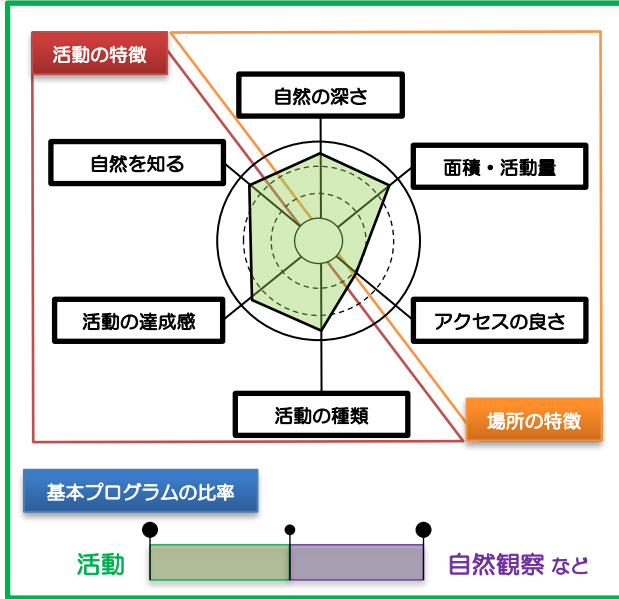 活動の特徴
自然の深さ
自然を知る
面積・活動量
活動の達成感
アクセスの良さ
活動の種類
場所の特徴
基本プログラムの比率
活動
自然観察 など